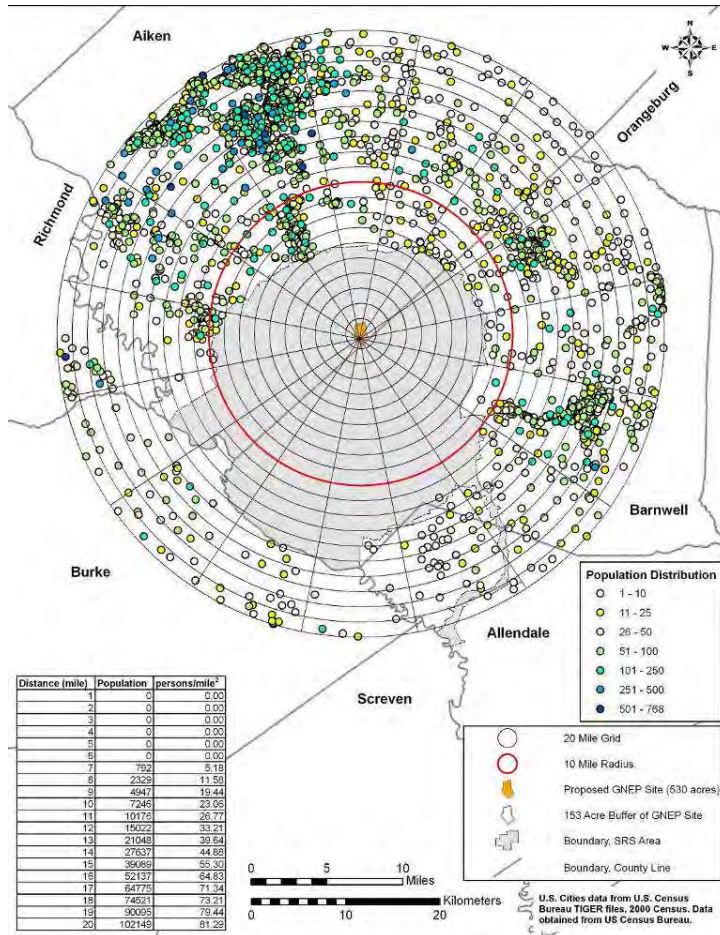 Aiken
N
W E
S
Orangeburg
Richmond
Barnwell
Burke
Allendale
Screven
Population Distribution
1 - 10
11 - 25
26 - 50
51 - 100
101 - 250
251 - 500
501 - 768
Distance (mile) Population persons/mile²
1 0 0.00
2 0 0.00
3 0 0.00
4 0 0.00
5 0 0.00
6 0 0.00
7 792 5.18
8 2329 11.58
9 4947 19.44
10 7246 23.06
11 10176 26.77
12 15022 33.21
13 21048 39.64
14 27637 44.88
15 39089 55.30
16 52137 64.83
17 64775 71.34
18 74521 73.21
19 90095 79.44
20 102149 81.29
20 Mile Grid
10 Mile Radius
Proposed GNEP Site (530 acres)
153 Acre Buffer of GNEP Site
Boundary, SRS Area
Boundary, County Line
0 5 10
Miles
Kilometers
0 10 20
U.S. Cities data from U.S. Census
Bureau TIGER files, 2000 Census. Data
obtained from US Census Bureau.